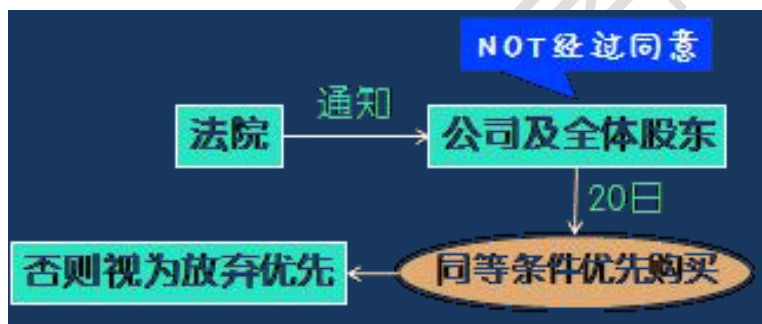 NOT经过同意
通知
法院
公司及全体股东
20日
同等条件优先购买
否则视为放弃优先